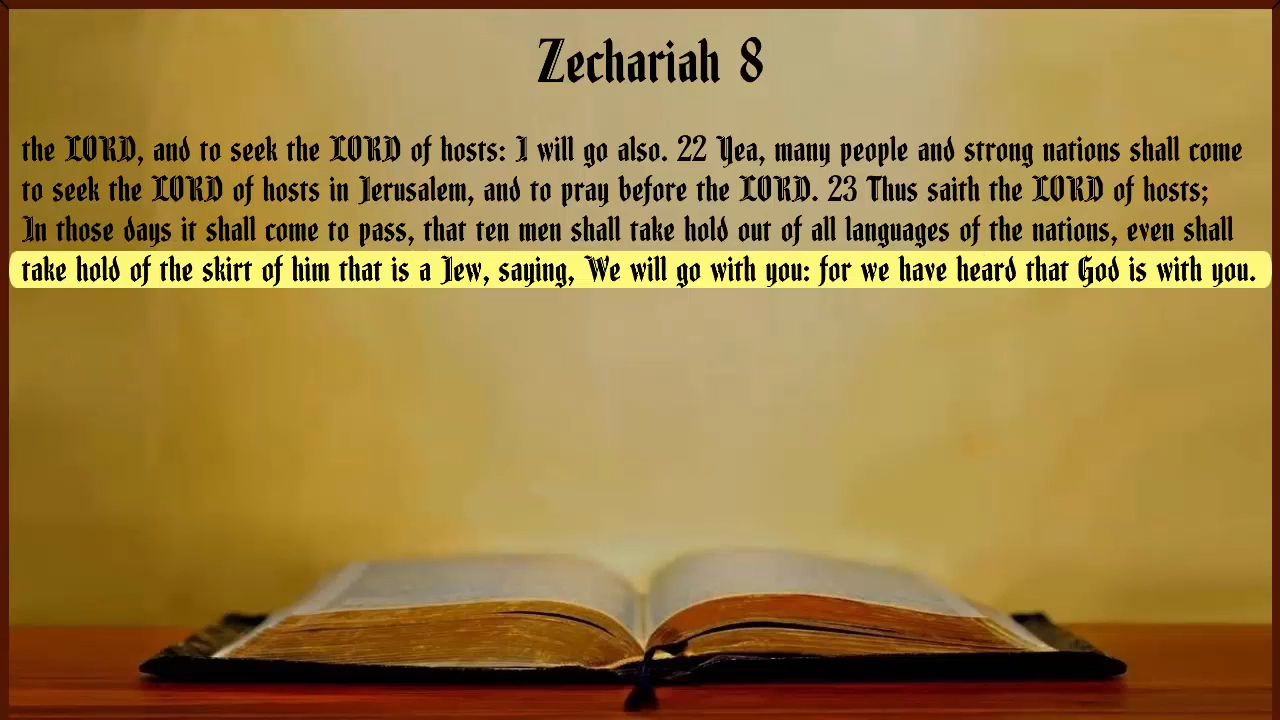 Zechariah 8
the LORD, and to seek the LORD of hosts: I will go also. 22 Yea, many people and strong nations shall come
to seek the LORD of hosts in Jerusalem, and to pray before the LORD. 23 Thus saith the LORD of hosts;
In those days it shall come to pass, that ten men shall take hold out of all languages of the nations, even shall
take hold of the skirt of him that is a Jew, saying, We will go with you: for we have heard that God is with you.